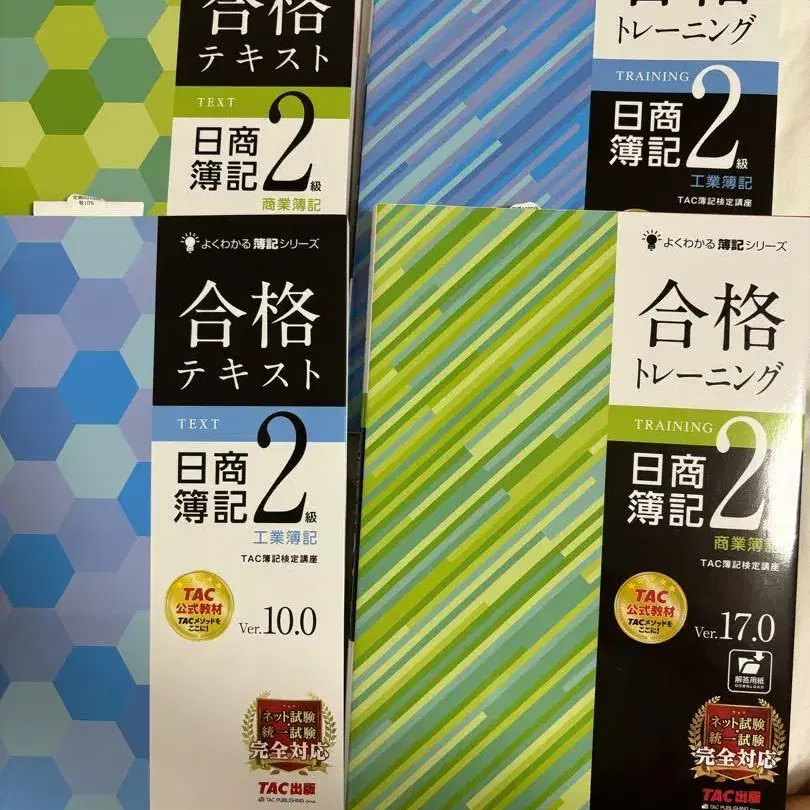 合格
テキスト
TEXT
日商
簿記
2
級
商業簿記
合格
トレーニング
TRAINING
日商
簿記
2
級
工業簿記
TAC簿記検定講座
よくわかる簿記シリーズ
合格
テキスト
TEXT
日商
簿記
2
級
工業簿記
TAC簿記検定講座
TAC
公式教材
TACメソッドを
ここに!
Ver.10.0
ネット試験
統一試験
完全対応
TAC出版
TAC PUBLISHING Group
よくわかる簿記シリーズ
合格
トレーニング
TRAINING
日商
簿記
2
級
商業簿記
TAC簿記検定講座
TAC
公式教材
TACメソッドを
ここに!
Ver.17.0
解答用紙
DOWNLOAD
ネット試験
統一試験
完全対応
TAC出版
TAC PUBLISHING Group